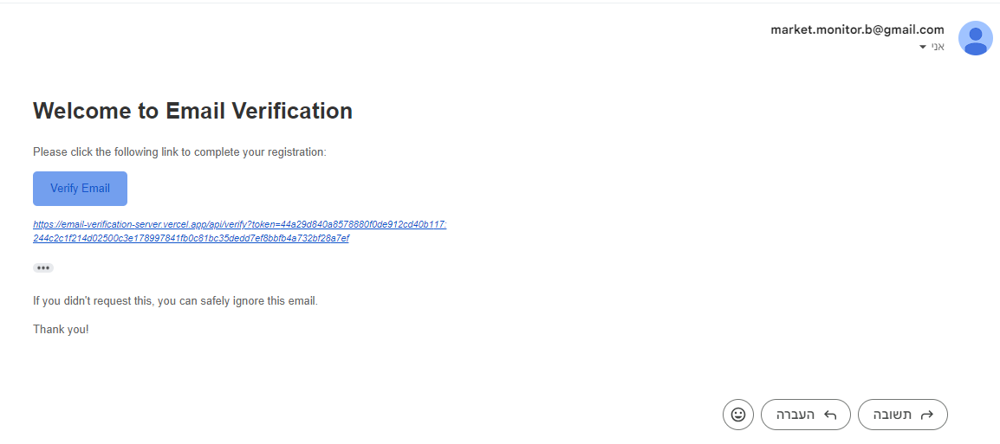 market.monitor.b@gmail.com
אני
Welcome to Email Verification
Please click the following link to complete your registration:
Verify Email
https://email-verification-server.vercel.app/api/verify?token=44a29d840a8578880f0de912cd40b117:
244c2c1f214d02500c3e178997841fb0c81bc35dedd7ef8bbfb4a732bf28a7ef
If you didn't request this, you can safely ignore this email.
Thank you!
תשובה
העברה